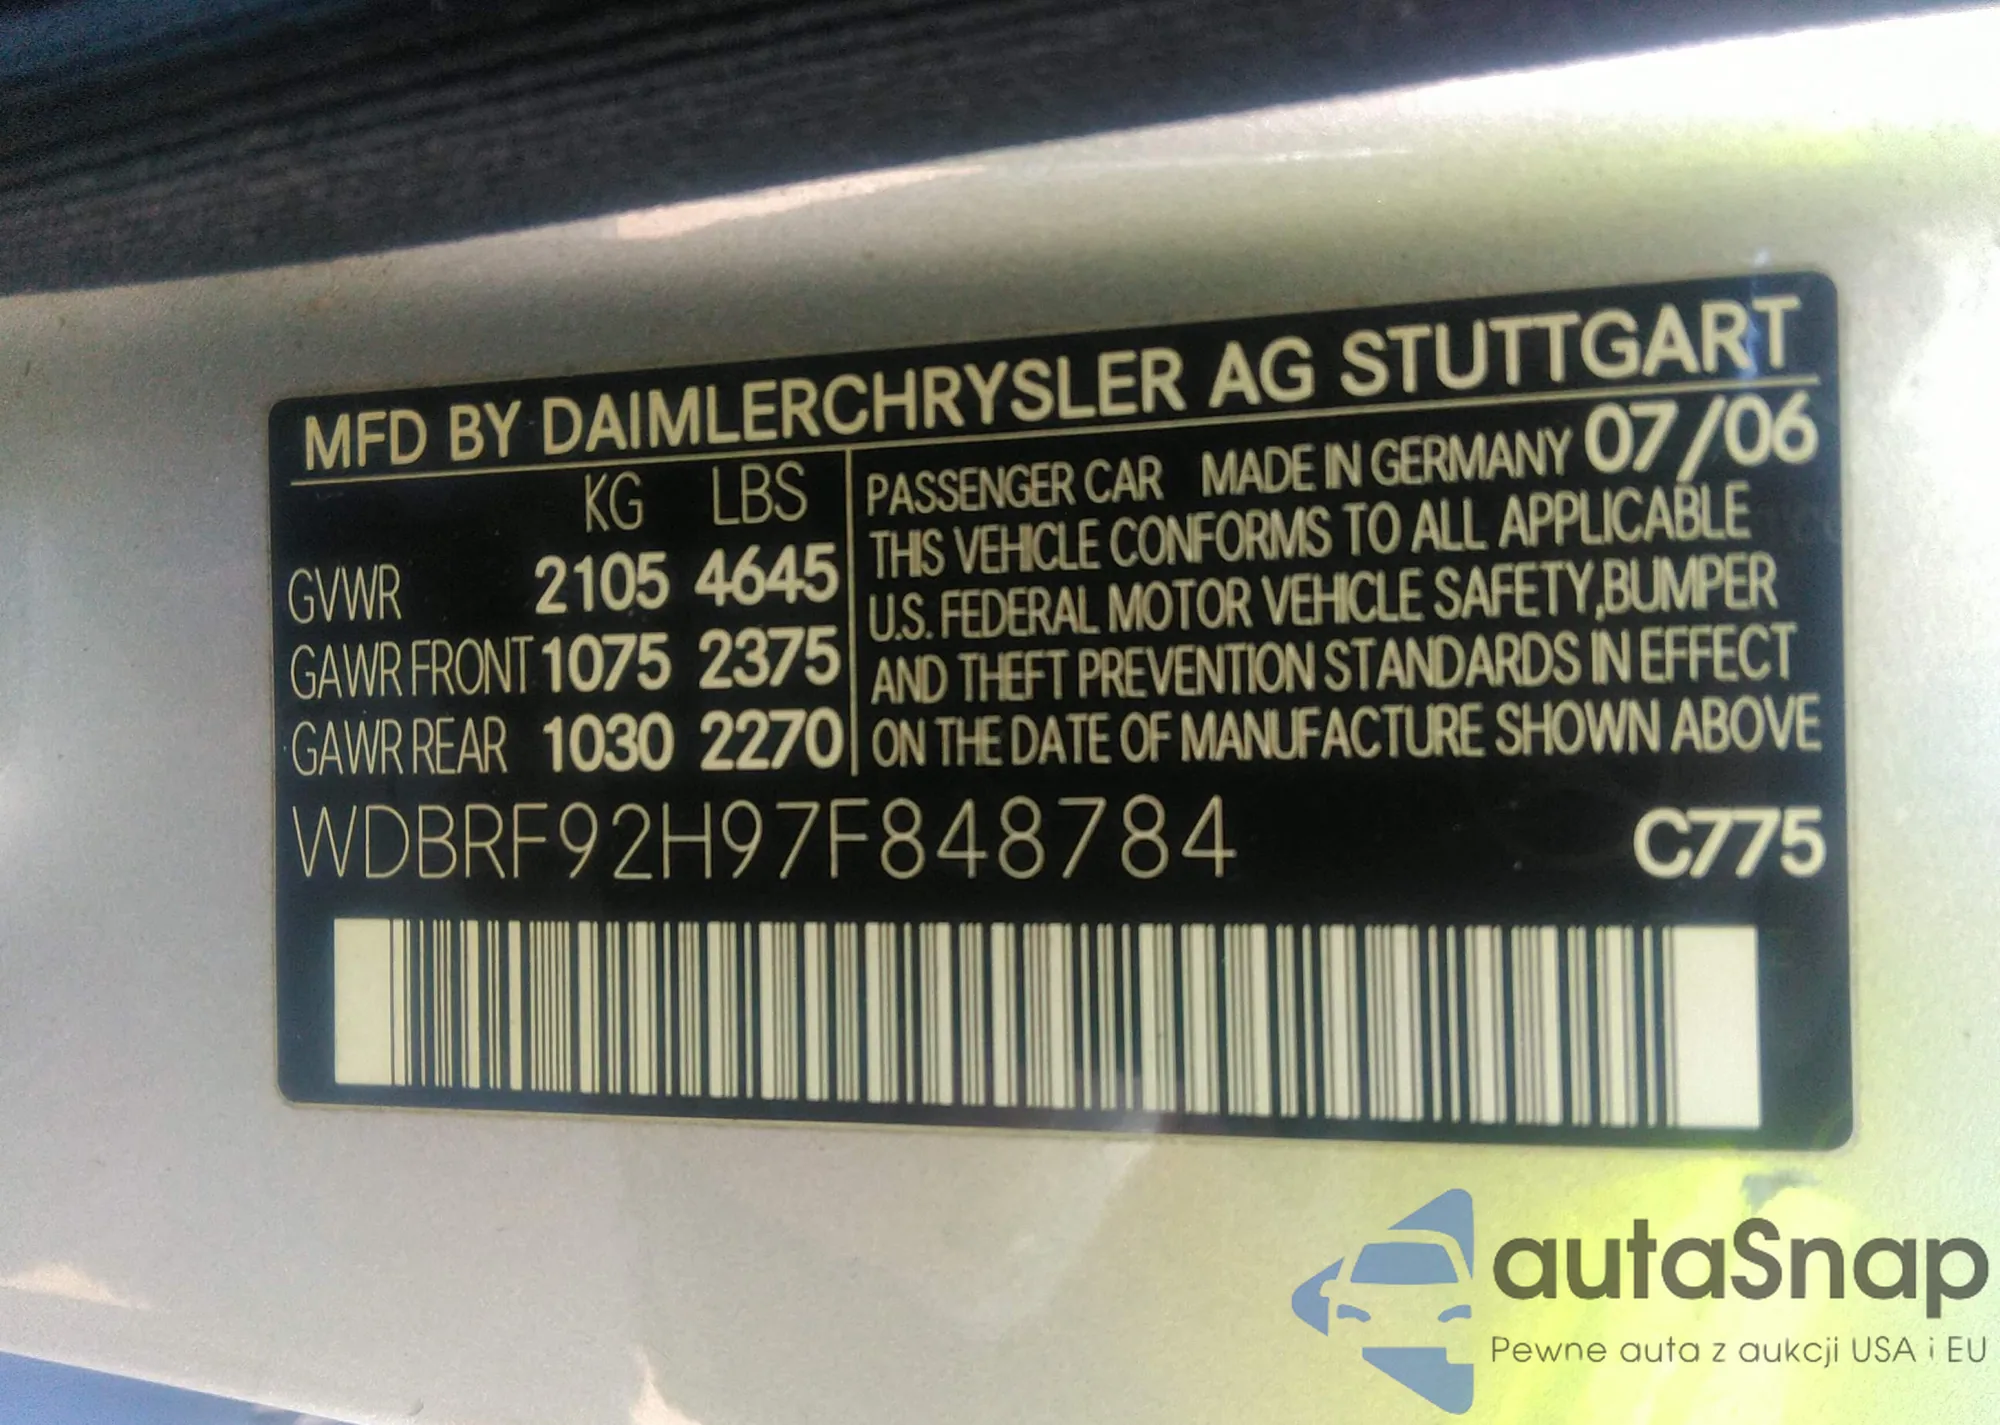 MFD BY DAIMLERCHRYSLER AG STUTTGART
KG LBS
GVWR 2105 4645
GAWR FRONT 1075 2375
GAWR REAR 1030 2270
PASSENGER CAR MADE IN GERMANY 07/06
THIS VEHICLE CONFORMS TO ALL APPLICABLE
U.S. FEDERAL MOTOR VEHICLE SAFETY,BUMPER
AND THEFT PREVENTION STANDARDS IN EFFECT
ON THE DATE OF MANUFACTURE SHOWN ABOVE
WDBRF92H97F848784 C775
autaSnap
Pewne auta z aukcji USA i EU